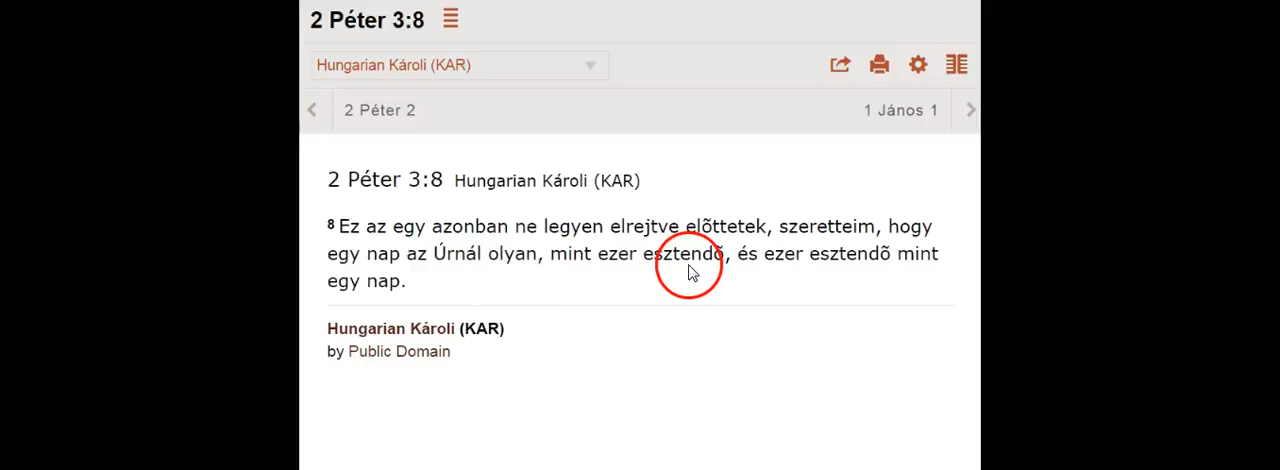 2 Péter 3:8
Hungarian Károli (KAR)
2 Péter 2
1 János 1
2 Péter 3:8 Hungarian Károli (KAR)
8 Ez az egy azonban ne legyen elrejtve elõttetek, szeretteim, hogy
egy nap az Úrnál olyan, mint ezer esztendõ, és ezer esztendõ mint
egy nap.
Hungarian Károli (KAR)
by Public Domain